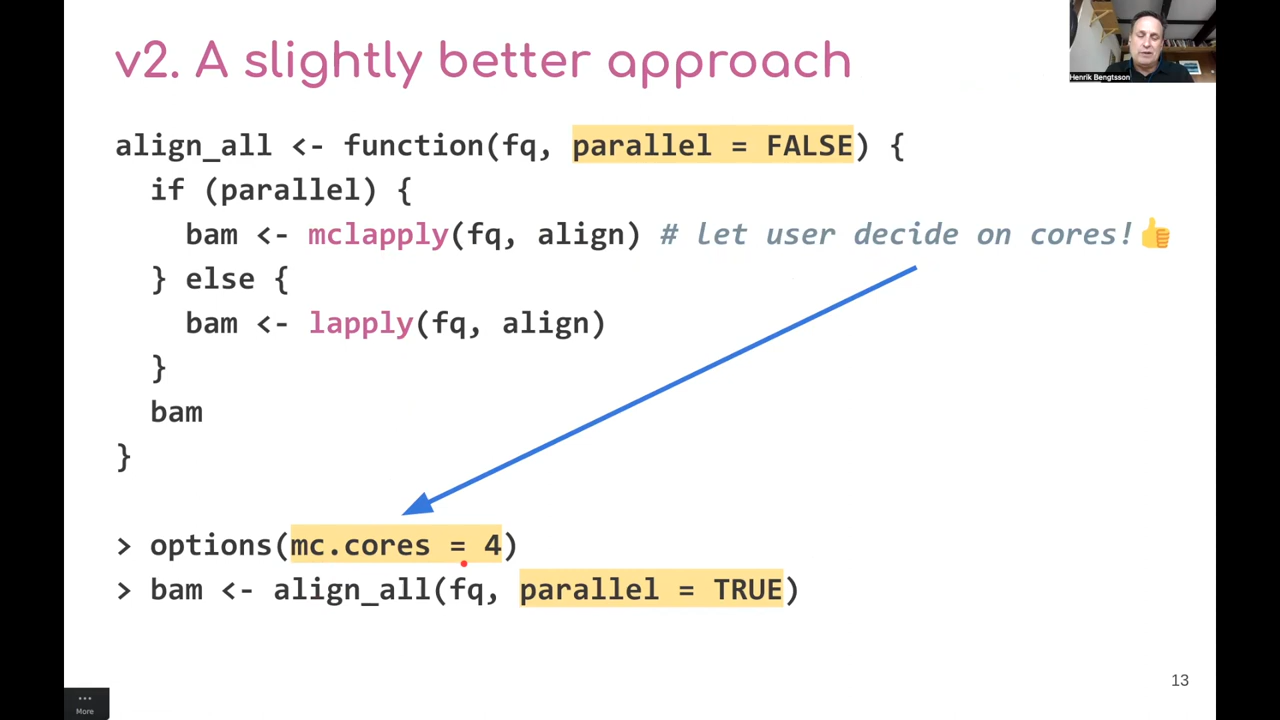 v2. A slightly better approach
Henrik Bengtsson
align_all <- function(fq, parallel = FALSE) {
  if (parallel) {
    bam <- mclapply(fq, align) # let user decide on cores!👍
  } else {
    bam <- lapply(fq, align)
  }
  bam
}
> options(mc.cores = 4)
> bam <- align_all(fq, parallel = TRUE)
13
More